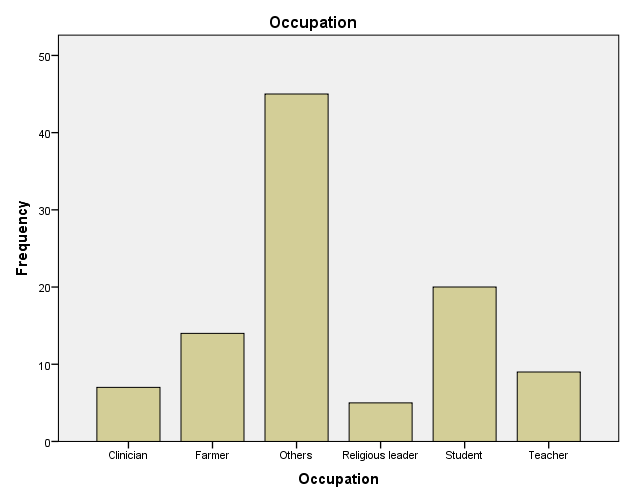 Occupation
50
40
30
20
10
0
Frequency
Clinician Farmer Others Religious leader Student Teacher
Occupation